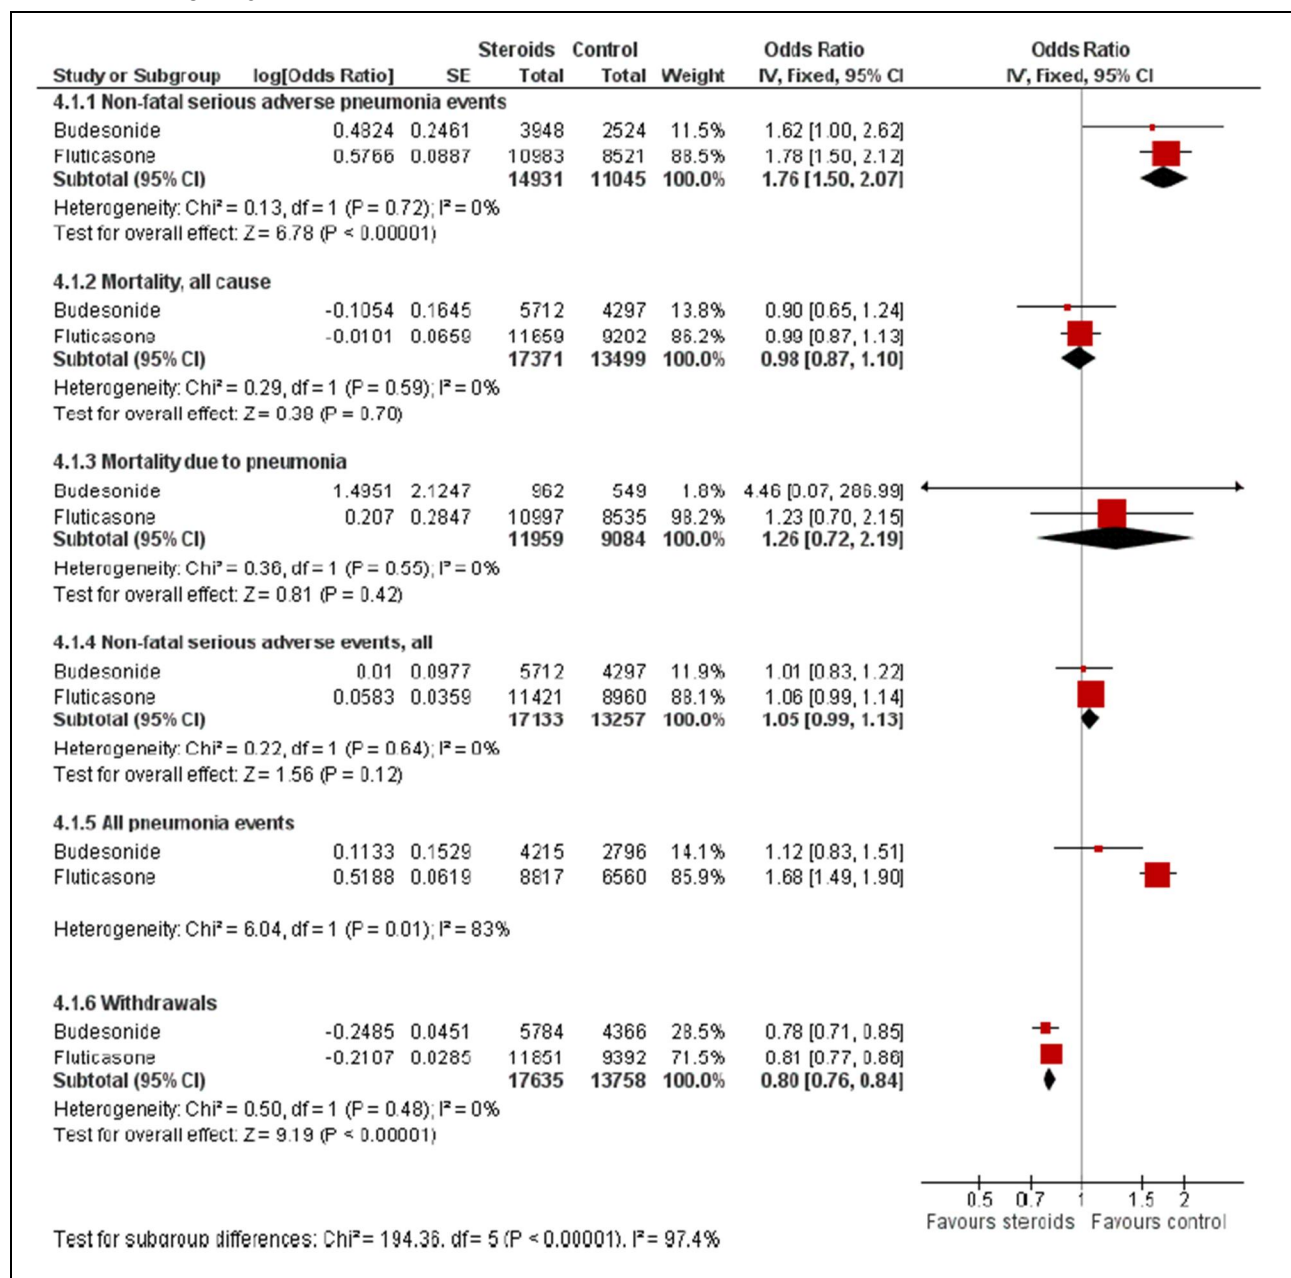 Steroids Control Odds Ratio Odds Ratio
Study or Subgroup log[Odds Ratio] SE Total Total Weight IV, Fixed, 95% CI IV, Fixed, 95% CI
4.1.1 Non-fatal serious adverse pneumonia events
Budesonide 0.4824 0.2461 3948 2524 11.5% 1.62 [1.00, 2.62]
Fluticasone 0.5766 0.0887 10983 8521 88.5% 1.78 [1.50, 2.12]
Subtotal (95% CI) 14931 11045 100.0% 1.76 [1.50, 2.07]
Heterogeneity: Chi² = 0.13, df = 1 (P = 0.72); I² = 0%
Test for overall effect: Z = 6.78 (P < 0.00001)
4.1.2 Mortality, all cause
Budesonide -0.1054 0.1645 5712 4297 13.8% 0.90 [0.65, 1.24]
Fluticasone -0.0101 0.0659 11659 9202 86.2% 0.99 [0.87, 1.13]
Subtotal (95% CI) 17371 13499 100.0% 0.98 [0.87, 1.10]
Heterogeneity: Chi² = 0.29, df = 1 (P = 0.59); I² = 0%
Test for overall effect: Z = 0.38 (P = 0.70)
4.1.3 Mortality due to pneumonia
Budesonide 1.4951 2.1247 962 549 1.8% 4.46 [0.07, 286.99]
Fluticasone 0.207 0.2847 10997 8535 98.2% 1.23 [0.70, 2.15]
Subtotal (95% CI) 11959 9084 100.0% 1.26 [0.72, 2.19]
Heterogeneity: Chi² = 0.36, df = 1 (P = 0.55); I² = 0%
Test for overall effect: Z = 0.81 (P = 0.42)
4.1.4 Non-fatal serious adverse events, all
Budesonide 0.01 0.0977 5712 4297 11.9% 1.01 [0.83, 1.22]
Fluticasone 0.0583 0.0359 11421 8960 88.1% 1.06 [0.99, 1.14]
Subtotal (95% CI) 17133 13257 100.0% 1.05 [0.99, 1.13]
Heterogeneity: Chi² = 0.22, df = 1 (P = 0.64); I² = 0%
Test for overall effect: Z = 1.56 (P = 0.12)
4.1.5 All pneumonia events
Budesonide 0.1133 0.1529 4215 2796 14.1% 1.12 [0.83, 1.51]
Fluticasone 0.5188 0.0619 8817 6560 85.9% 1.68 [1.49, 1.90]
Heterogeneity: Chi² = 6.04, df = 1 (P = 0.01); I² = 83%
4.1.6 Withdrawals
Budesonide -0.2485 0.0451 5784 4366 28.5% 0.78 [0.71, 0.85]
Fluticasone -0.2107 0.0285 11851 9392 71.5% 0.81 [0.77, 0.86]
Subtotal (95% CI) 17635 13758 100.0% 0.80 [0.76, 0.84]
Heterogeneity: Chi² = 0.50, df = 1 (P = 0.48); I² = 0%
Test for overall effect: Z = 9.19 (P < 0.00001)
0.5 0.7 1 1.5 2
Favours steroids Favours control
Test for subgroup differences: Chi² = 194.36, df = 5 (P < 0.00001), I² = 97.4%